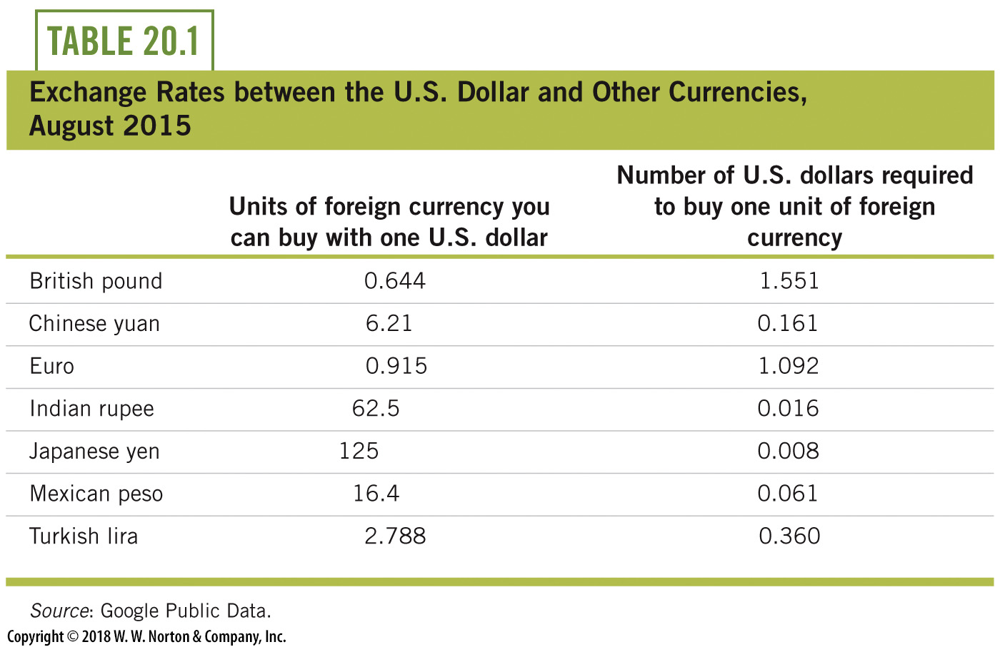 TABLE 20.1
Exchange Rates between the U.S. Dollar and Other Currencies,
August 2015
Units of foreign currency you
can buy with one U.S. dollar
Number of U.S. dollars required
to buy one unit of foreign
currency
British pound 0.644 1.551
Chinese yuan 6.21 0.161
Euro 0.915 1.092
Indian rupee 62.5 0.016
Japanese yen 125 0.008
Mexican peso 16.4 0.061
Turkish lira 2.788 0.360
Source: Google Public Data.
Copyright © 2018 W. W. Norton & Company, Inc.